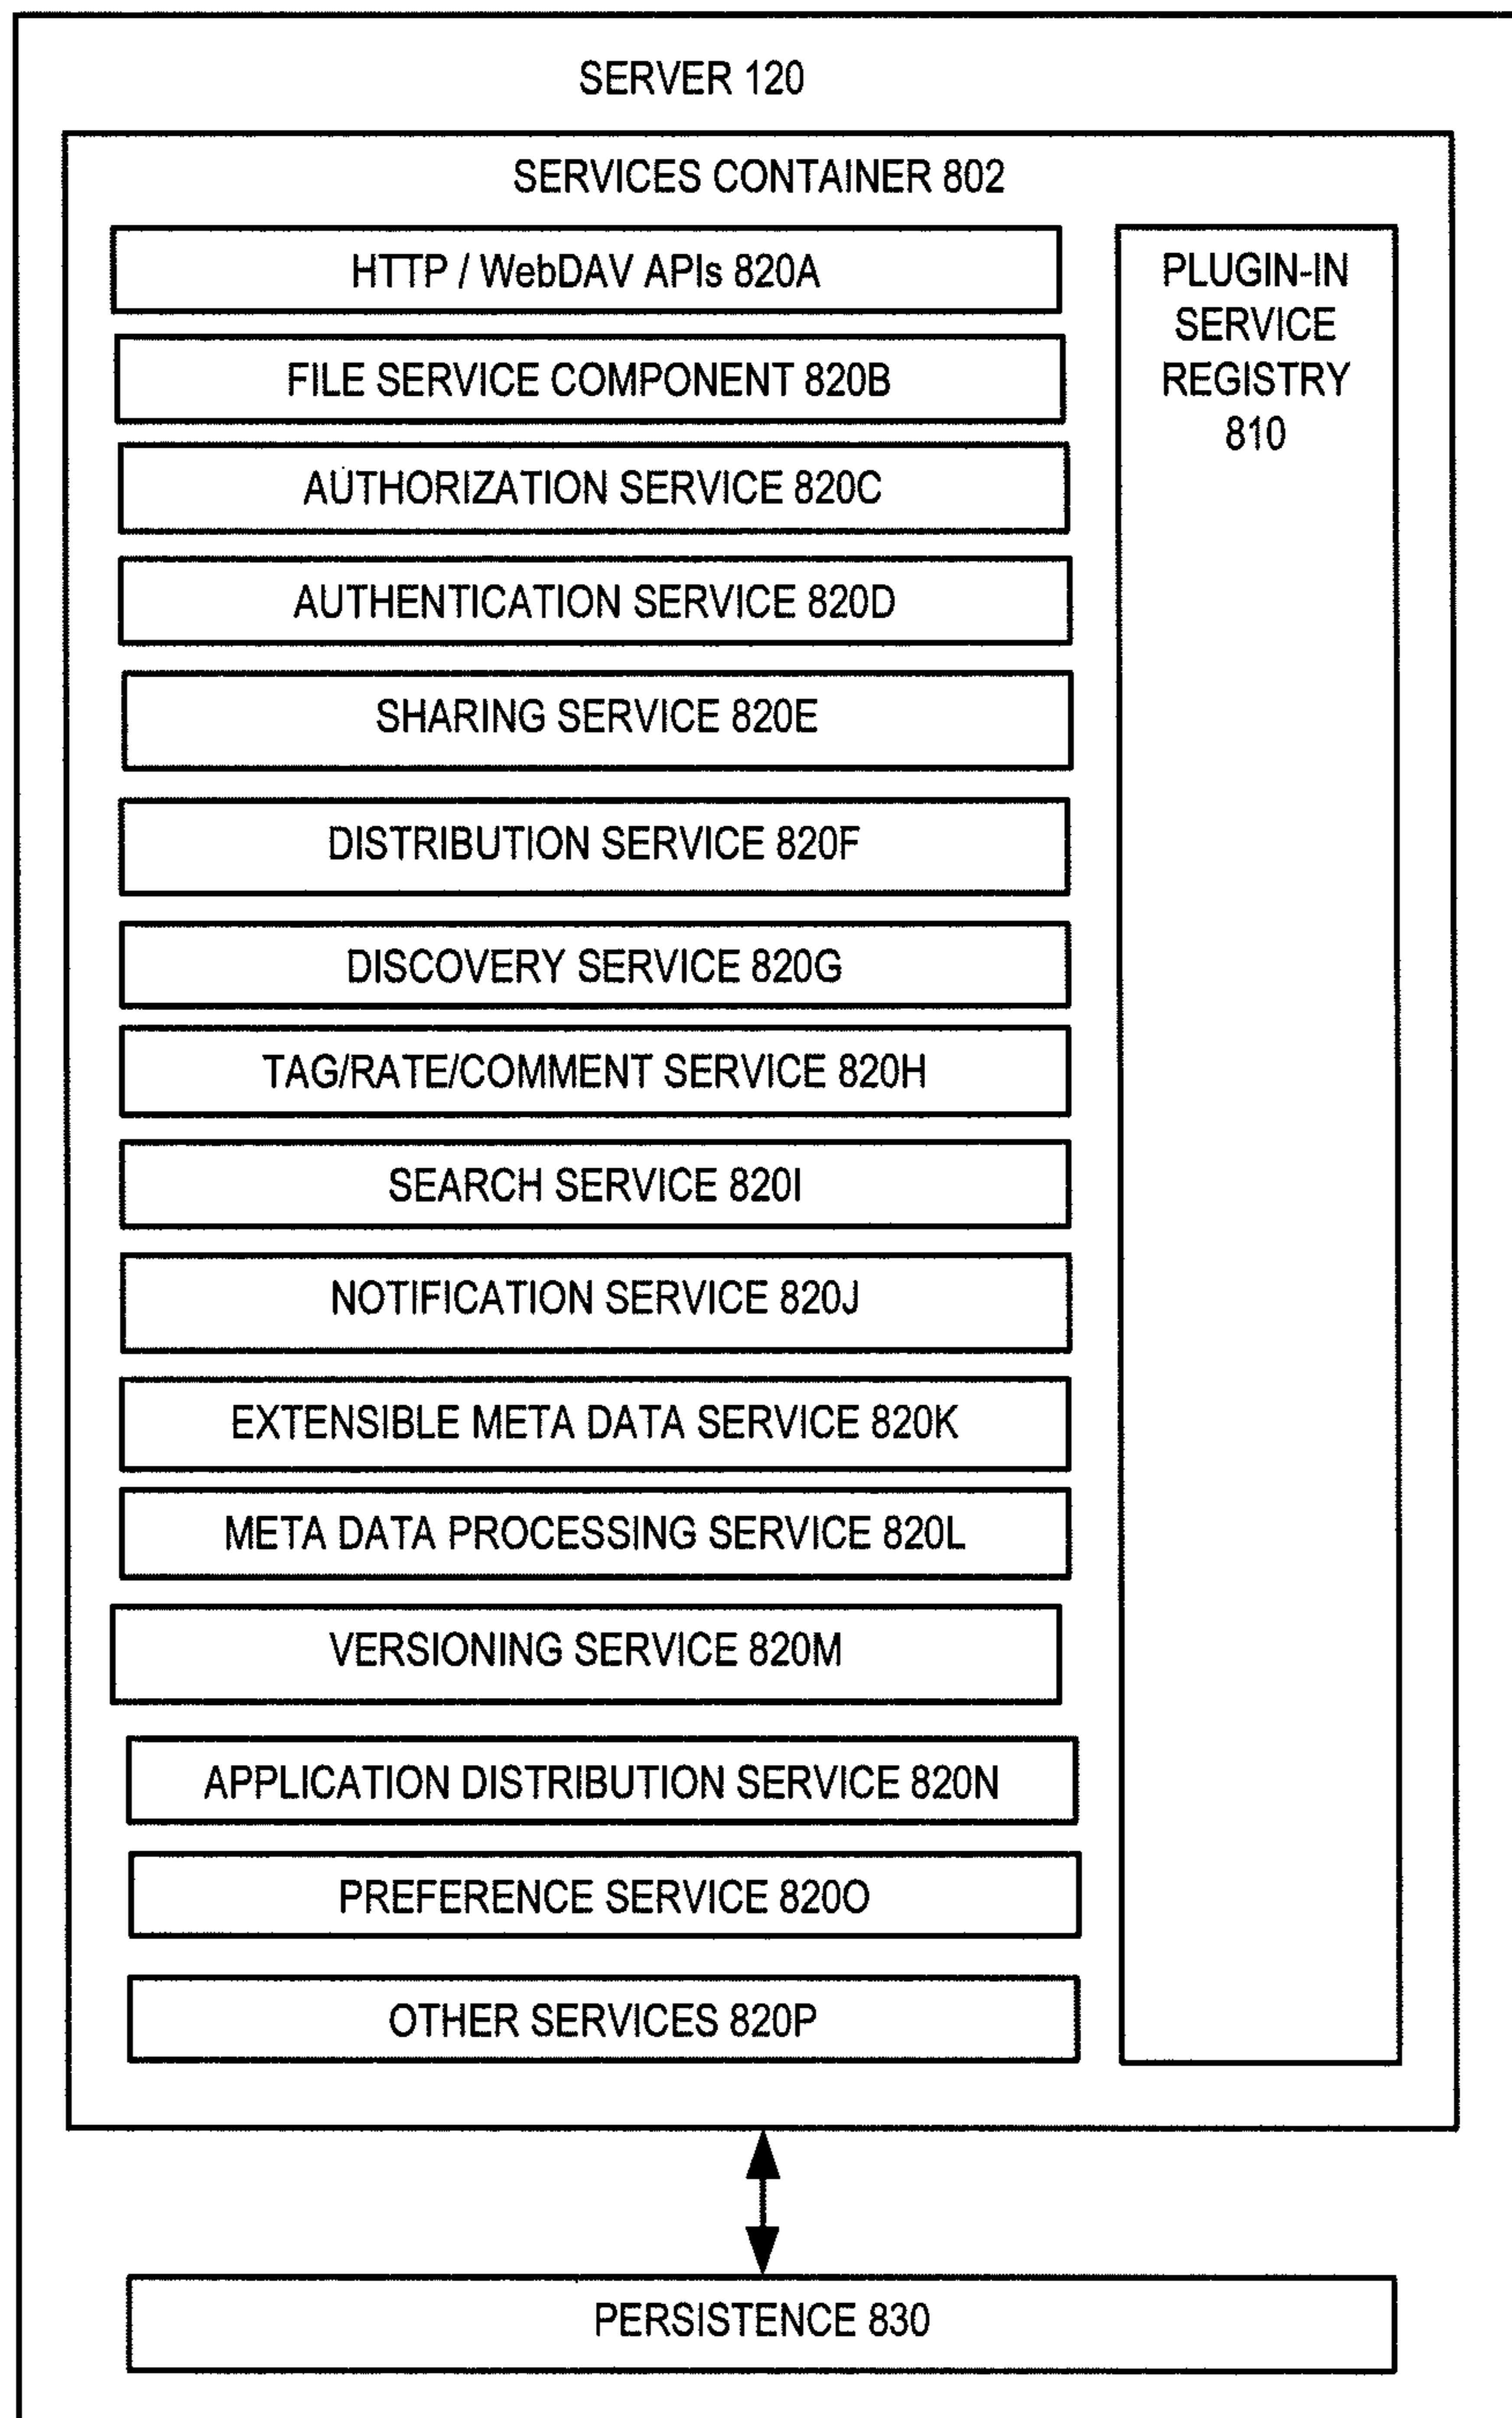 SERVER 120
SERVICES CONTAINER 802
HTTP / WebDAV APIs 820A
FILE SERVICE COMPONENT 820B
AUTHORIZATION SERVICE 820C
AUTHENTICATION SERVICE 820D
SHARING SERVICE 820E
DISTRIBUTION SERVICE 820F
DISCOVERY SERVICE 820G
TAG/RATE/COMMENT SERVICE 820H
SEARCH SERVICE 820I
NOTIFICATION SERVICE 820J
EXTENSIBLE META DATA SERVICE 820K
META DATA PROCESSING SERVICE 820L
VERSIONING SERVICE 820M
APPLICATION DISTRIBUTION SERVICE 820N
PREFERENCE SERVICE 820O
OTHER SERVICES 820P
PLUGIN-IN
SERVICE
REGISTRY
810
PERSISTENCE 830